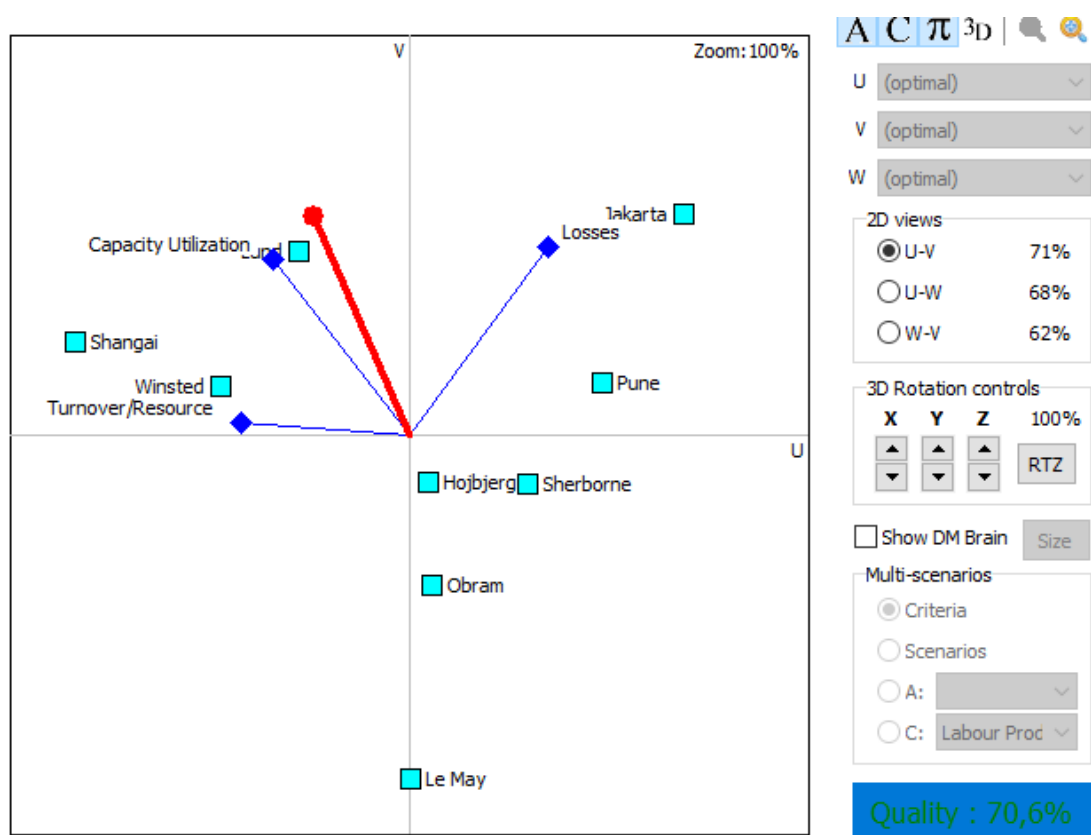 A C π 3D
V
Zoom: 100%
U (optimal)
V (optimal)
W (optimal)
2D views
U-V 71%
U-W 68%
W-V 62%
3D Rotation controls
X Y Z 100%
RTZ
Show DM Brain Size
Multi-scenarios
Criteria
Scenarios
A:
C: Labour Prod
Quality : 70,6%
Jakarta
Losses
Capacity Utilization
Shangai
Winsted
Pune
Turnover/Resource
U
Hojbjerg
Sherborne
Obram
Le May